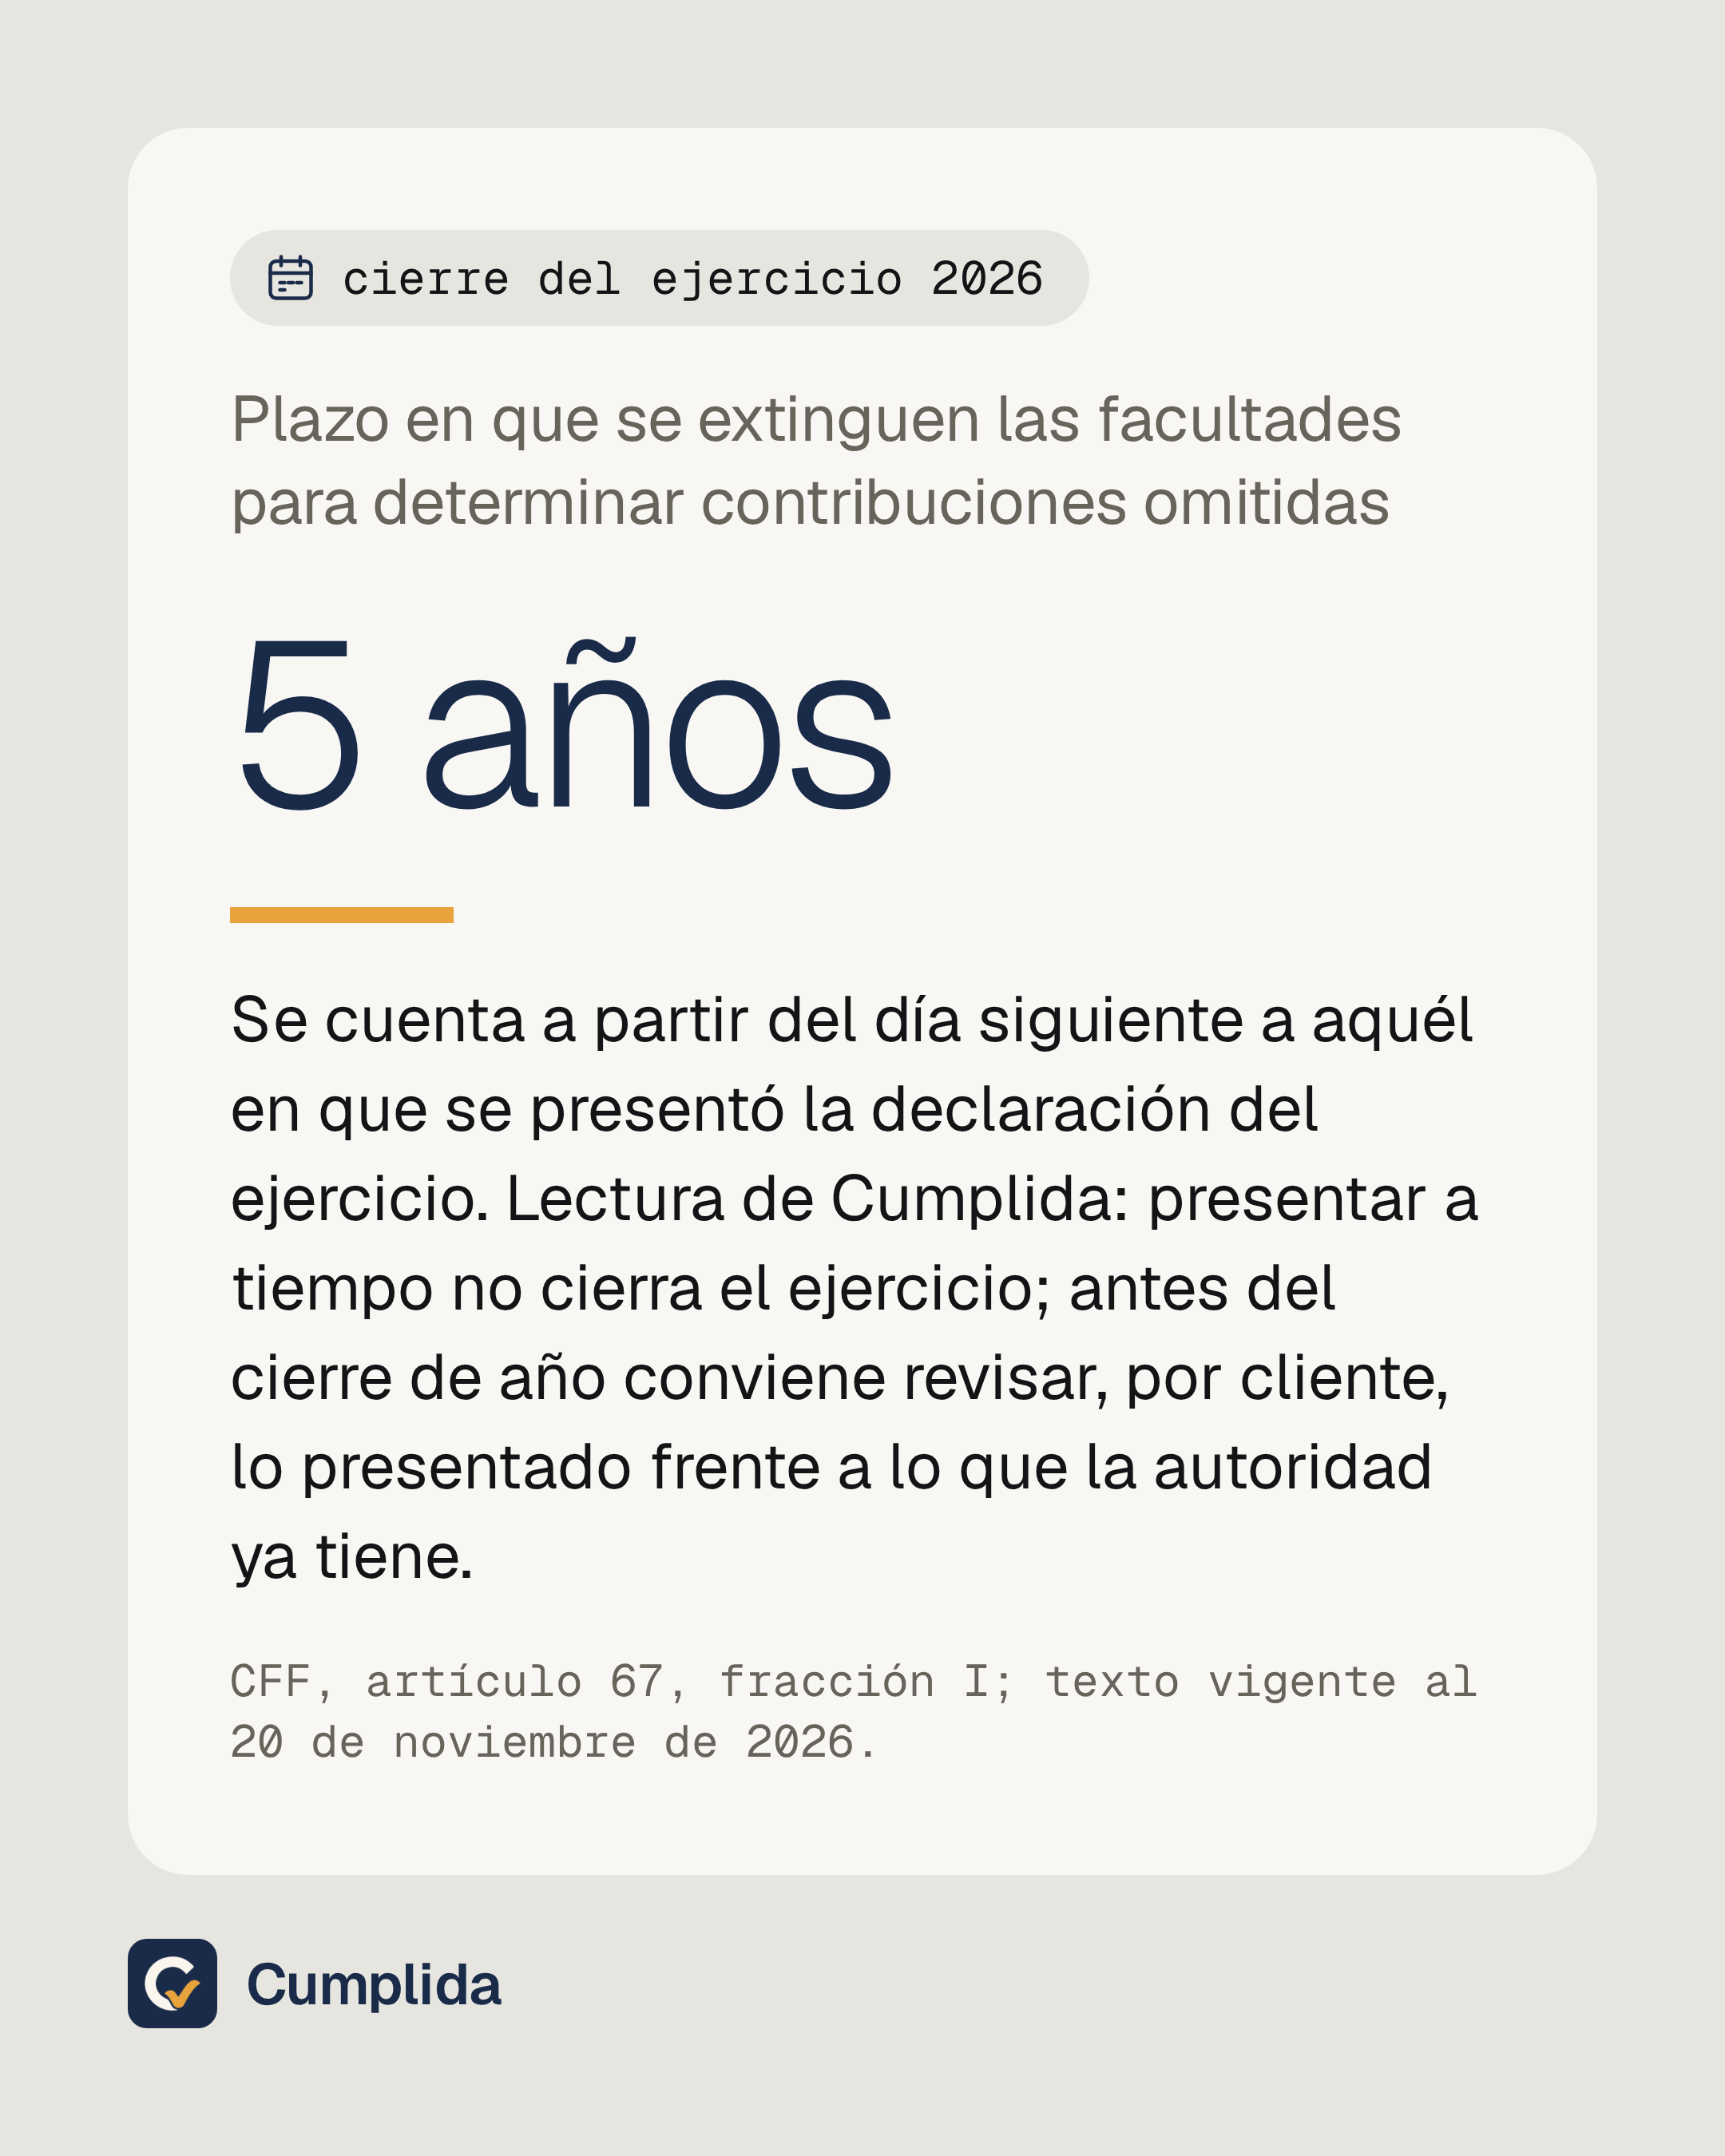 cierre del ejercicio 2026
Plazo en que se extinguen las facultades
para determinar contribuciones omitidas
5 años
Se cuenta a partir del día siguiente a aquél
en que se presentó la declaración del
ejercicio. Lectura de Cumplida: presentar a
tiempo no cierra el ejercicio; antes del
cierre de año conviene revisar, por cliente,
lo presentado frente a lo que la autoridad
ya tiene.
CFF, artículo 67, fracción I; texto vigente al
20 de noviembre de 2026.
Cumplida